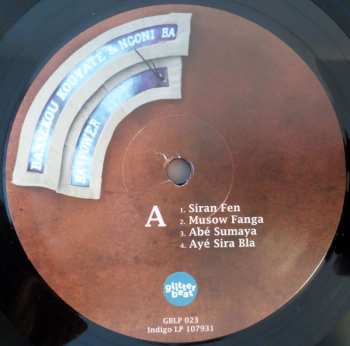 BASSEKOU KOUYATE & NGONI BA
A
1. Siran Fen
2. Musow Fanga
3. Abé Sumaya
4. Ayé Sira Bla
glitter
beat
GBLP 023
Indigo LP 107931